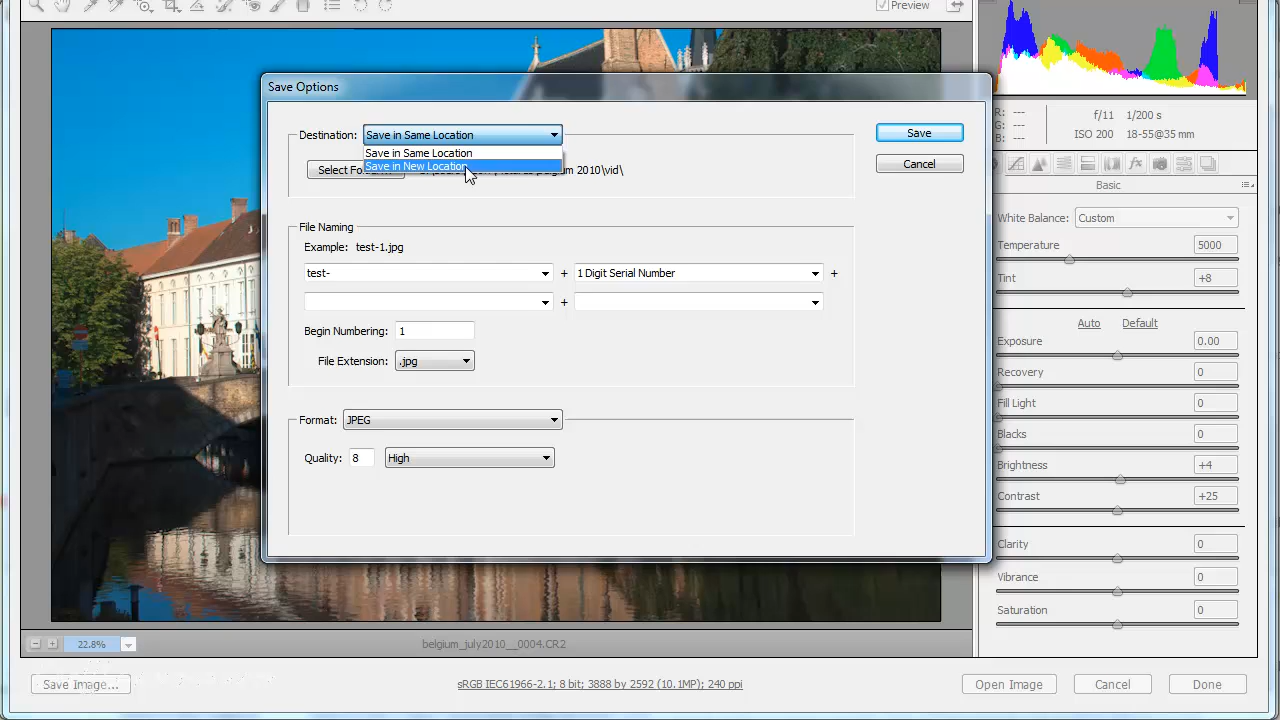 Preview
Save Options
Destination: Save in Same Location
Save in Same Location
Save in New Location
Save
Cancel
2010\vid\
File Naming
Example: test-1.jpg
test- + 1 Digit Serial Number +
+
Begin Numbering: 1
File Extension: .jpg
Format: JPEG
Quality: 8 High
R: ---
G: ---
B: ---
f/11 1/200 s
ISO 200 18-55@35 mm
Basic
White Balance: Custom
Temperature 5000
Tint +8
Auto Default
Exposure 0.00
Recovery 0
Fill Light 0
Blacks 0
Brightness +4
Contrast +25
Clarity 0
Vibrance 0
Saturation 0
22.8% belgium_july2010__0004.CR2
Save Image... sRGB IEC61966-2.1; 8 bit; 3888 by 2592 (10.1MP); 240 ppi Open Image Cancel Done